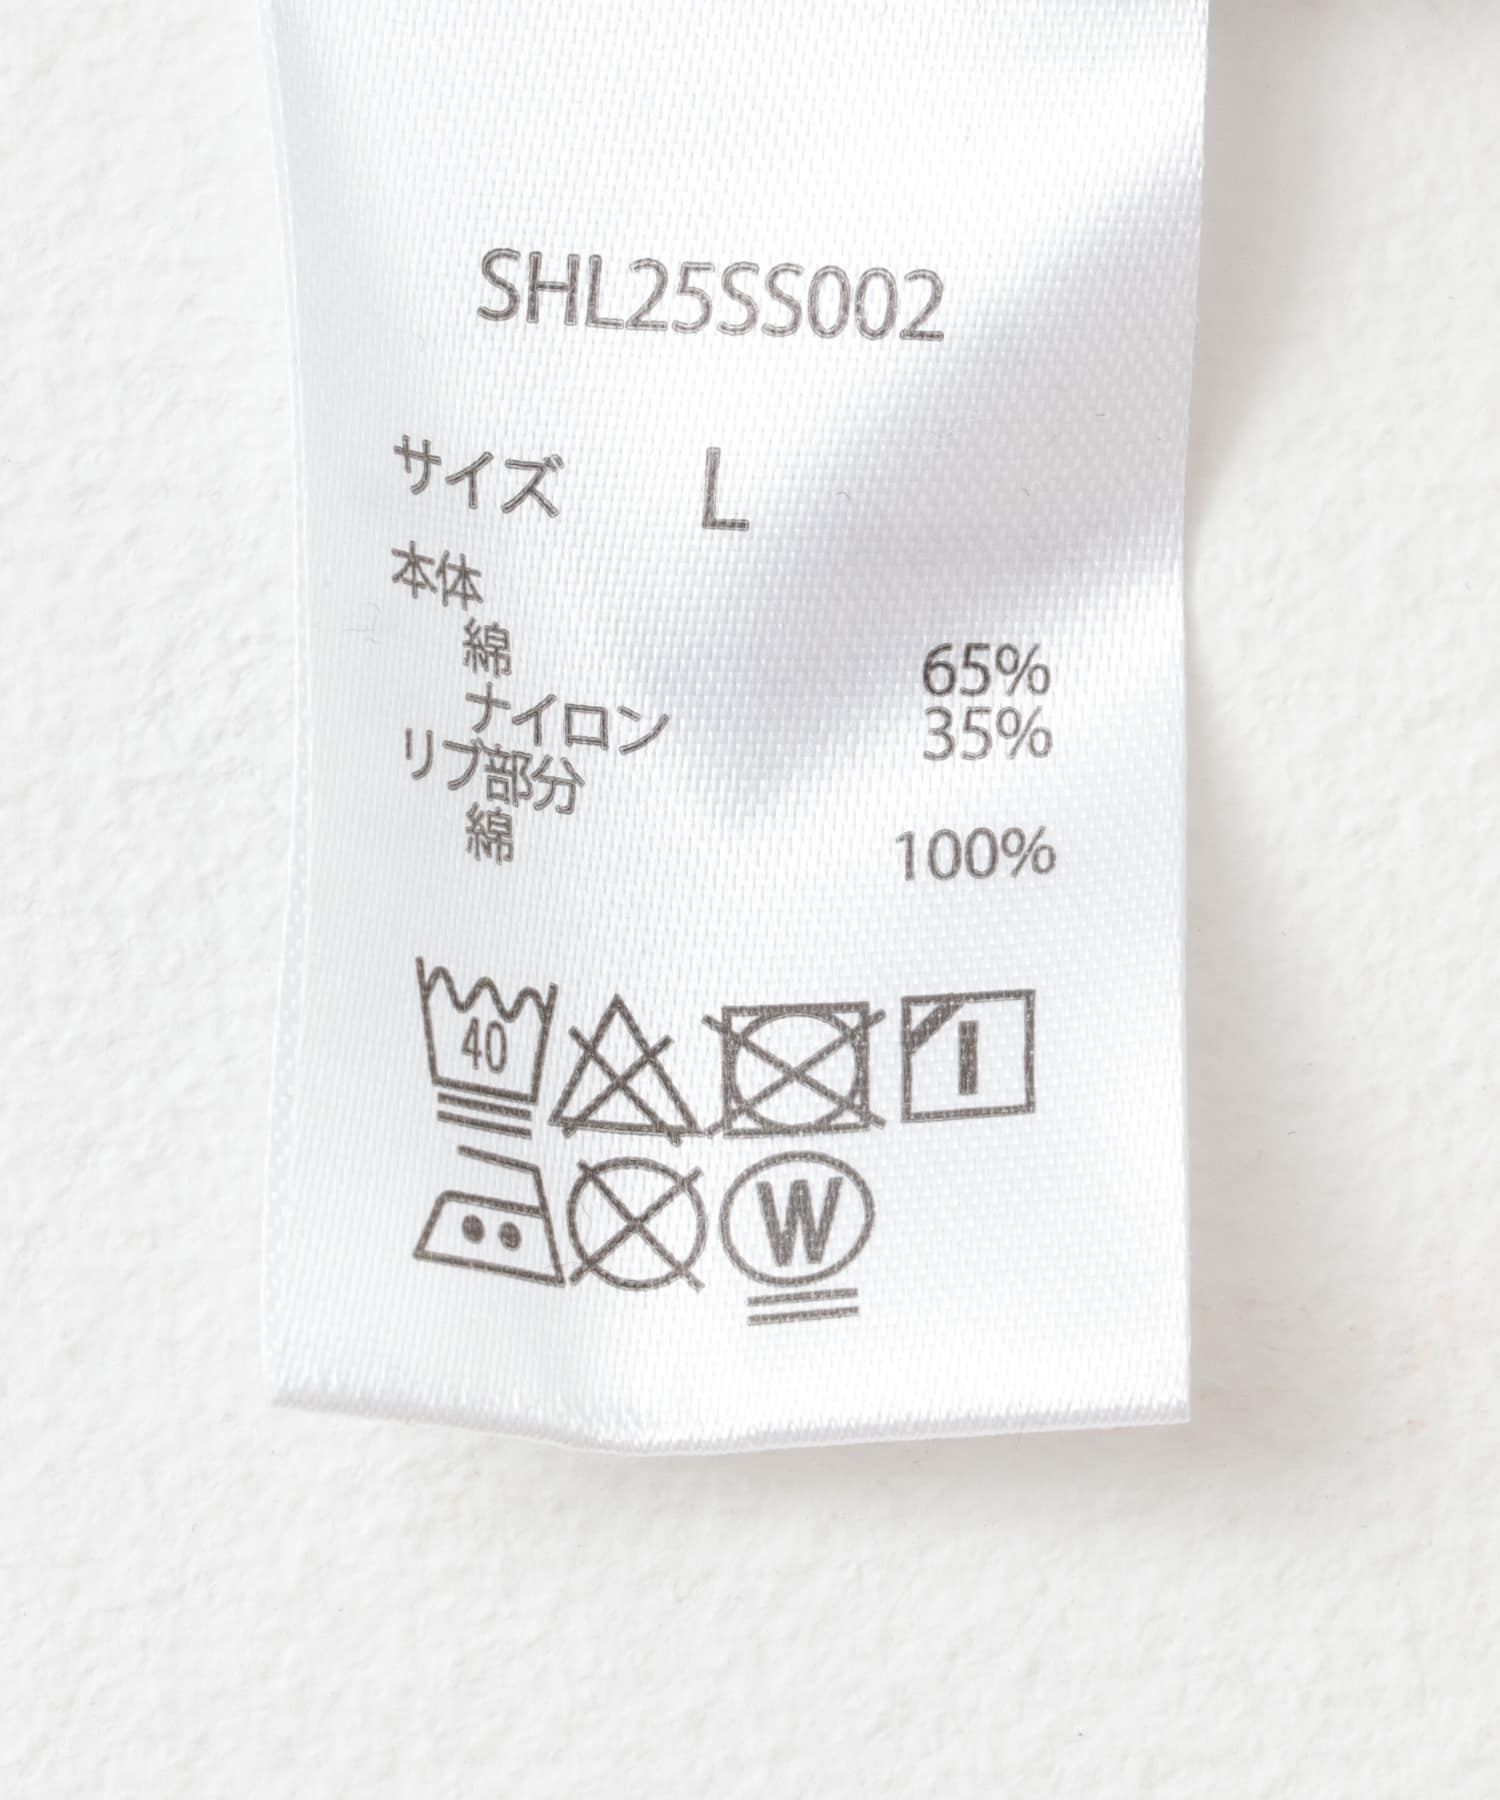 SHL25SS002
サイズ L
本体
綿 65%
ナイロン 35%
リブ部分
綿 100%
40
W